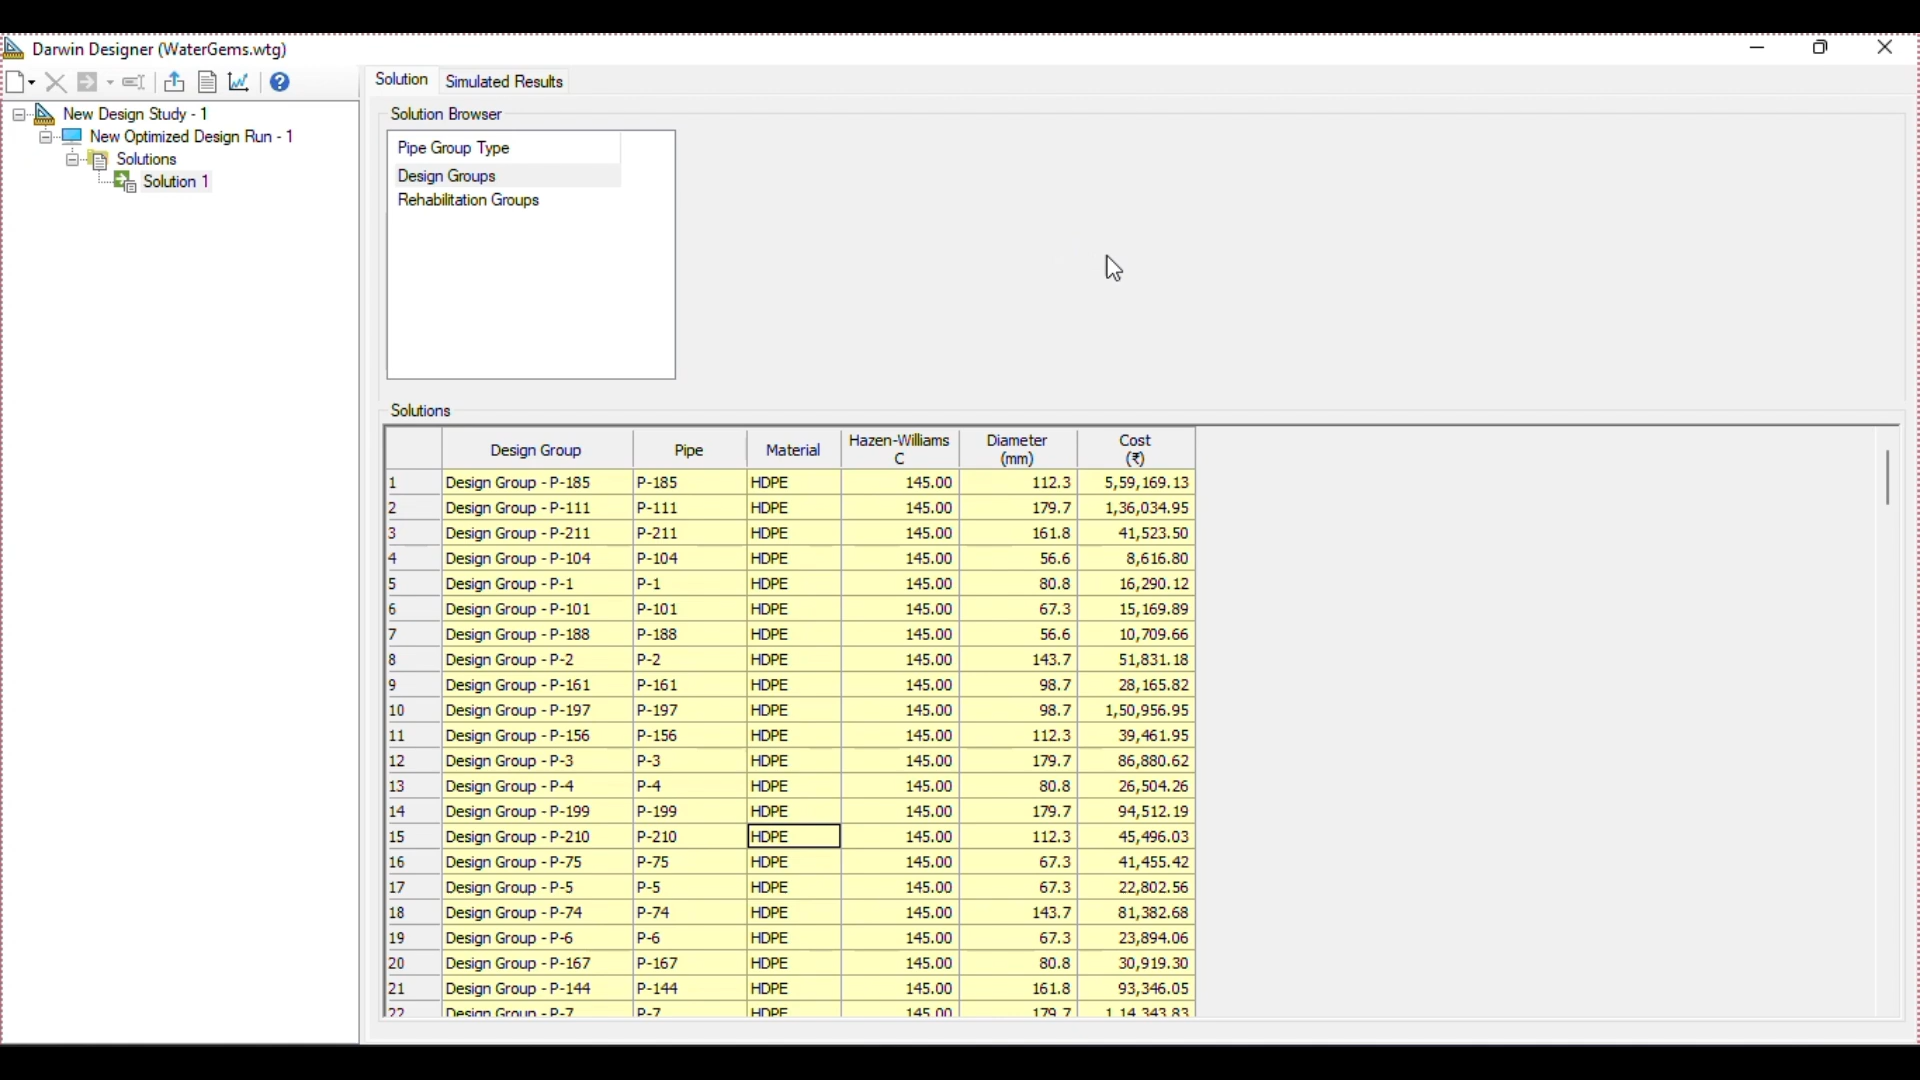 Darwin Designer (WaterGems.wtg)
New Design Study - 1
New Optimized Design Run - 1
Solutions
Solution 1
Solution Simulated Results
Solution Browser
Pipe Group Type
Design Groups
Rehabilitation Groups
Solutions
Design Group Pipe Material Hazen-Williams C Diameter (mm) Cost (₹)
1 Design Group - P-185 P-185 HDPE 145.00 112.3 5,59,169.13
2 Design Group - P-111 P-111 HDPE 145.00 179.7 1,36,034.95
3 Design Group - P-211 P-211 HDPE 145.00 161.8 41,523.50
4 Design Group - P-104 P-104 HDPE 145.00 56.6 8,616.80
5 Design Group - P-1 P-1 HDPE 145.00 80.8 16,290.12
6 Design Group - P-101 P-101 HDPE 145.00 67.3 15,169.89
7 Design Group - P-188 P-188 HDPE 145.00 56.6 10,709.66
8 Design Group - P-2 P-2 HDPE 145.00 143.7 51,831.18
9 Design Group - P-161 P-161 HDPE 145.00 98.7 28,165.82
10 Design Group - P-197 P-197 HDPE 145.00 98.7 1,50,956.95
11 Design Group - P-156 P-156 HDPE 145.00 112.3 39,461.95
12 Design Group - P-3 P-3 HDPE 145.00 179.7 86,880.62
13 Design Group - P-4 P-4 HDPE 145.00 80.8 26,504.26
14 Design Group - P-199 P-199 HDPE 145.00 179.7 94,512.19
15 Design Group - P-210 P-210 HDPE 145.00 112.3 45,496.03
16 Design Group - P-75 P-75 HDPE 145.00 67.3 41,455.42
17 Design Group - P-5 P-5 HDPE 145.00 67.3 22,802.56
18 Design Group - P-74 P-74 HDPE 145.00 143.7 81,382.68
19 Design Group - P-6 P-6 HDPE 145.00 67.3 23,894.06
20 Design Group - P-167 P-167 HDPE 145.00 80.8 30,919.30
21 Design Group - P-144 P-144 HDPE 145.00 161.8 93,346.05
22 Design Group - P-7 P-7 HDPE 145.00 179.7 1,14,343.83